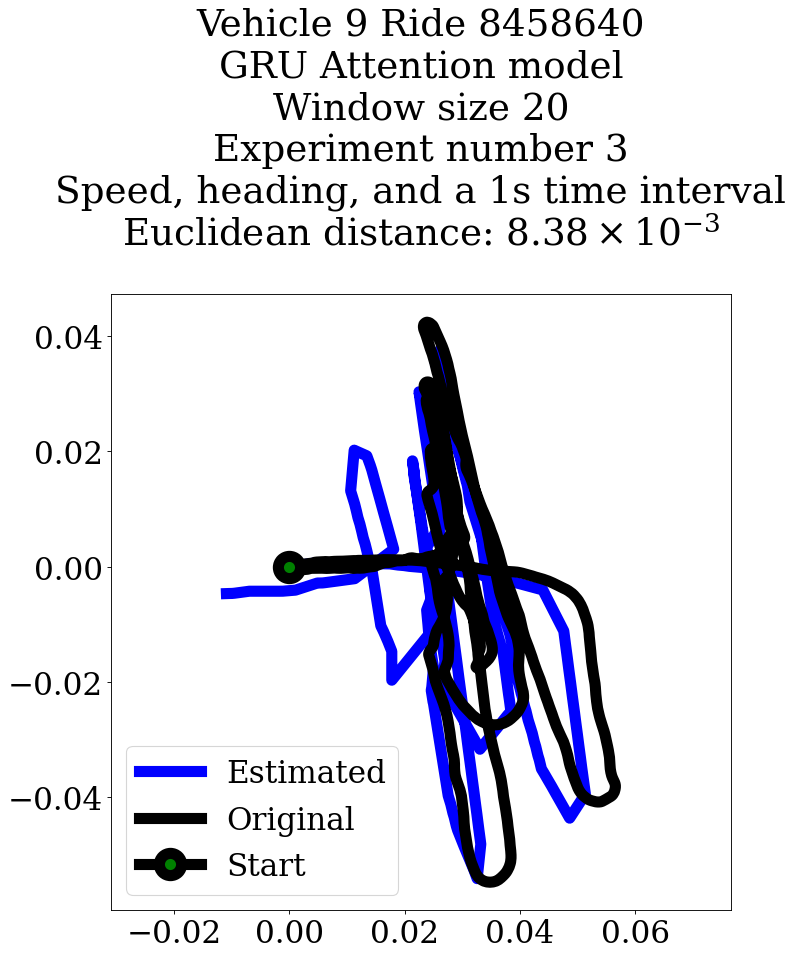 Vehicle 9 Ride 8458640
GRU Attention model
Window size 20
Experiment number 3
Speed, heading, and a 1s time interval
Euclidean distance: 8.38 × 10⁻³
0.04
0.02
0.00
−0.02
−0.04
Estimated
Original
Start
−0.02 0.00 0.02 0.04 0.06